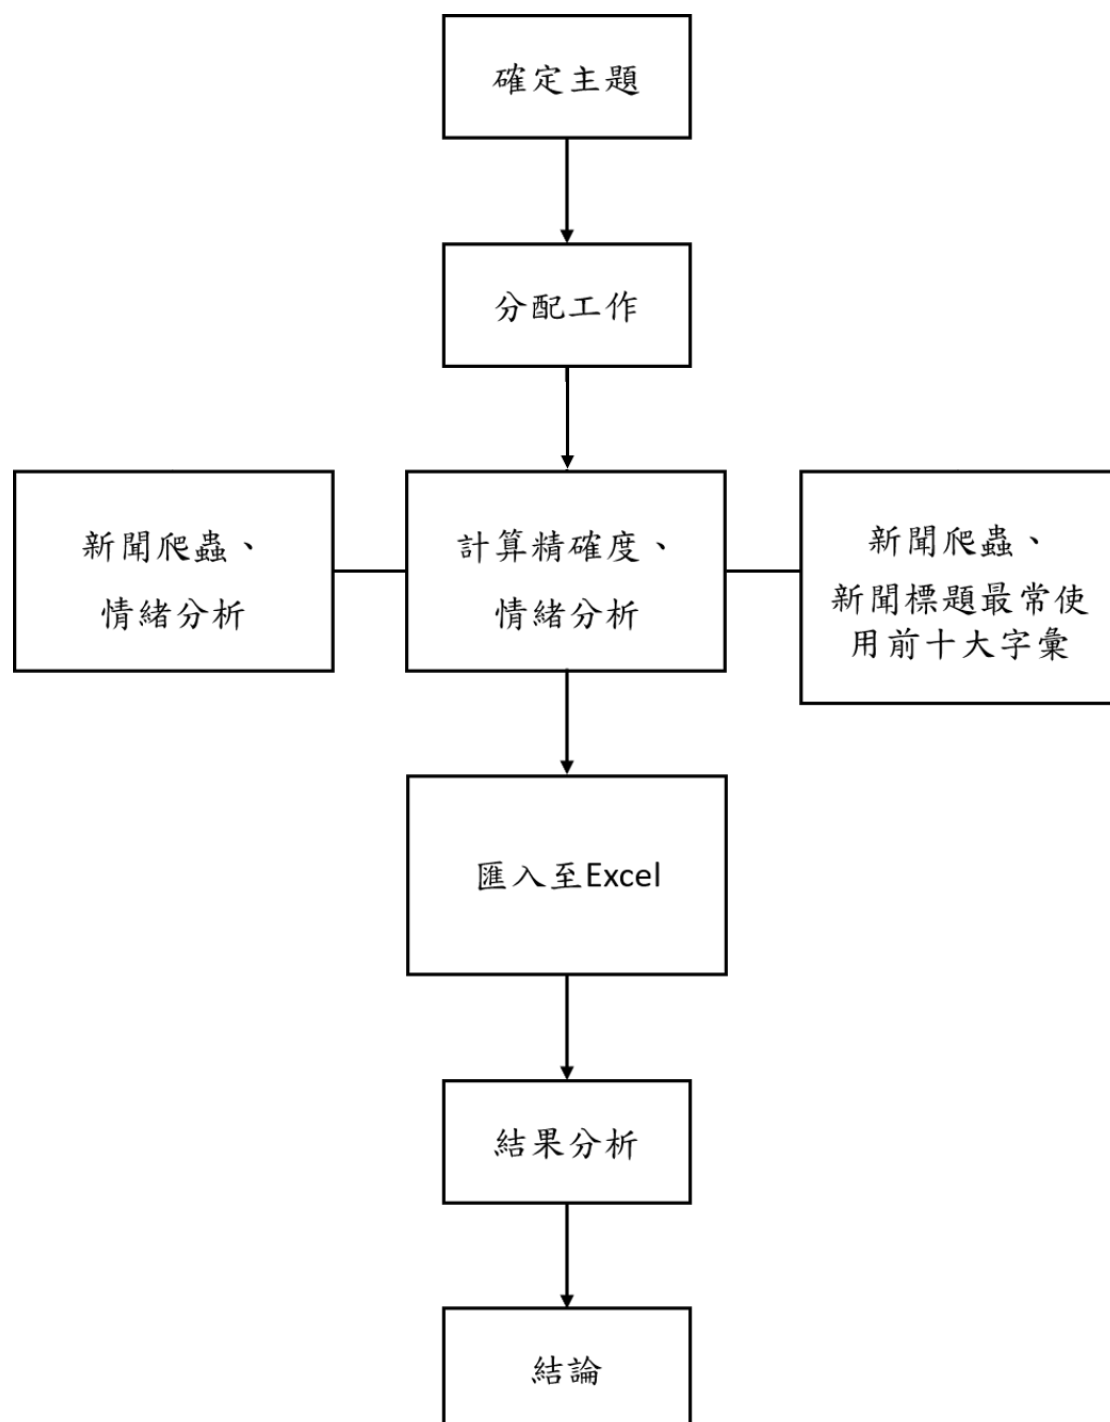 確定主題
分配工作
新聞爬蟲、
情緒分析
計算精確度、
情緒分析
新聞爬蟲、
新聞標題最常使
用前十大字彙
匯入至Excel
結果分析
結論